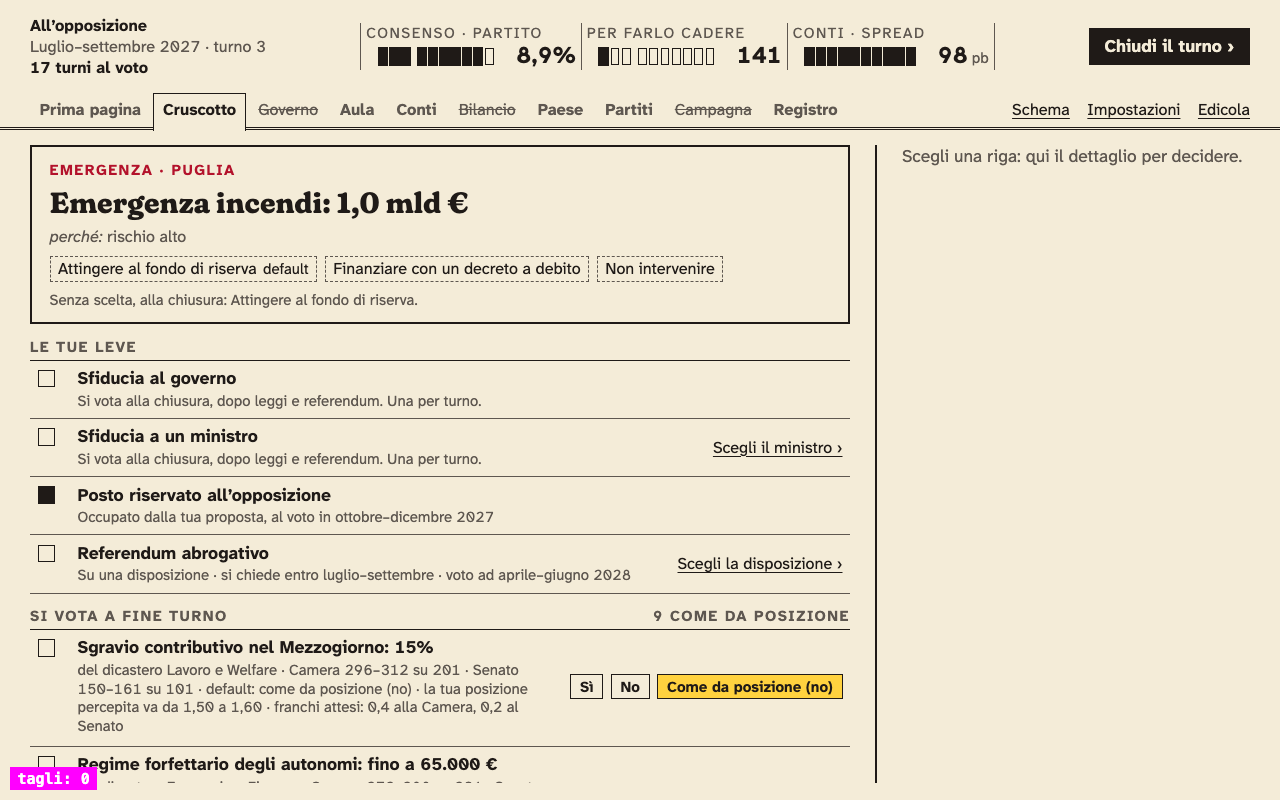 All'opposizione
Luglio–settembre 2027 · turno 3
17 turni al voto
CONSENSO · PARTITO
8,9%
PER FARLO CADERE
141
CONTI · SPREAD
98 pb
Chiudi il turno ›
Prima pagina
Cruscotto
Governo
Aula
Conti
Bilancio
Paese
Partiti
Campagna
Registro
Schema
Impostazioni
Edicola
EMERGENZA · PUGLIA
Emergenza incendi: 1,0 mld €
perché: rischio alto
Attingere al fondo di riserva default
Finanziare con un decreto a debito
Non intervenire
Senza scelta, alla chiusura: Attingere al fondo di riserva.
Scegli una riga: qui il dettaglio per decidere.
LE TUE LEVE
Sfiducia al governo
Si vota alla chiusura, dopo leggi e referendum. Una per turno.
Sfiducia a un ministro
Si vota alla chiusura, dopo leggi e referendum. Una per turno.
Scegli il ministro ›
Posto riservato all'opposizione
Occupato dalla tua proposta, al voto in ottobre–dicembre 2027
Referendum abrogativo
Su una disposizione · si chiede entro luglio–settembre · voto ad aprile–giugno 2028
Scegli la disposizione ›
SI VOTA A FINE TURNO
9 COME DA POSIZIONE
Sgravio contributivo nel Mezzogiorno: 15%
del dicastero Lavoro e Welfare · Camera 296–312 su 201 · Senato
150–161 su 101 · default: come da posizione (no) · la tua posizione
percepita va da 1,50 a 1,60 · franchi attesi: 0,4 alla Camera, 0,2 al
Senato
Sì
No
Come da posizione (no)
Regime forfettario degli autonomi: fino a 65.000 €
tagli: 0